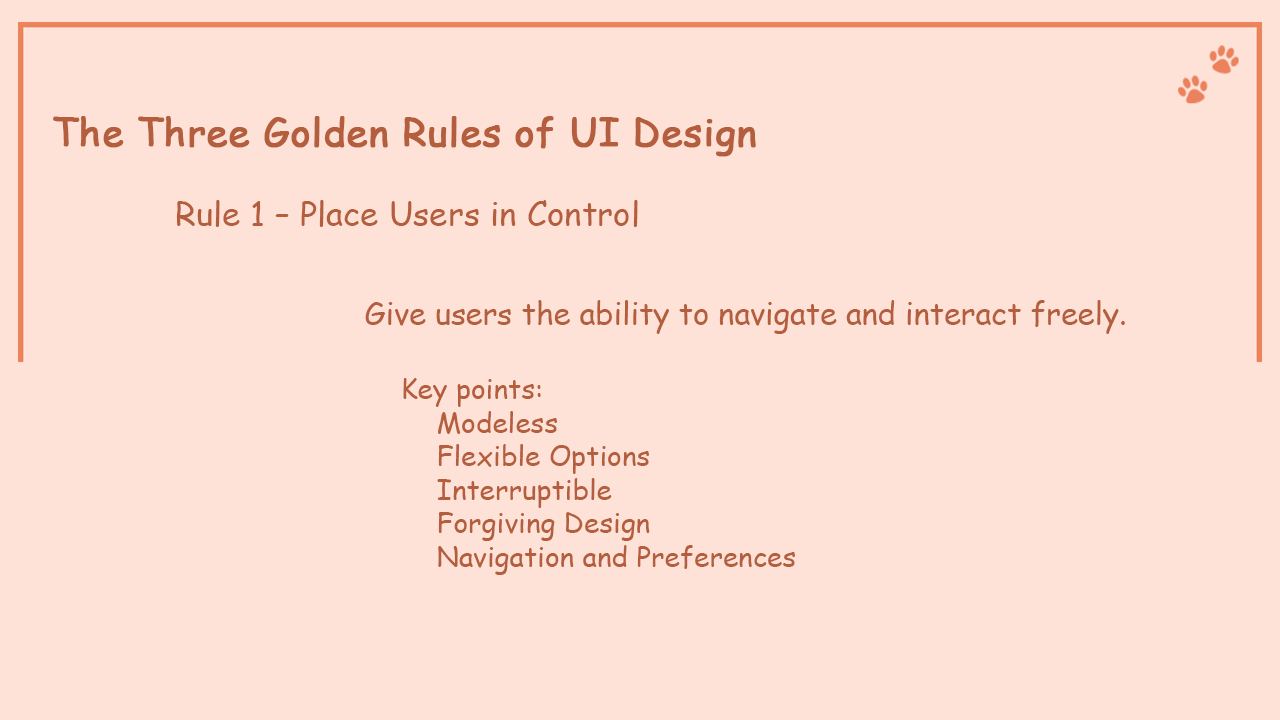 The Three Golden Rules of UI Design
Rule 1 – Place Users in Control
Give users the ability to navigate and interact freely.
Key points:
Modeless
Flexible Options
Interruptible
Forgiving Design
Navigation and Preferences